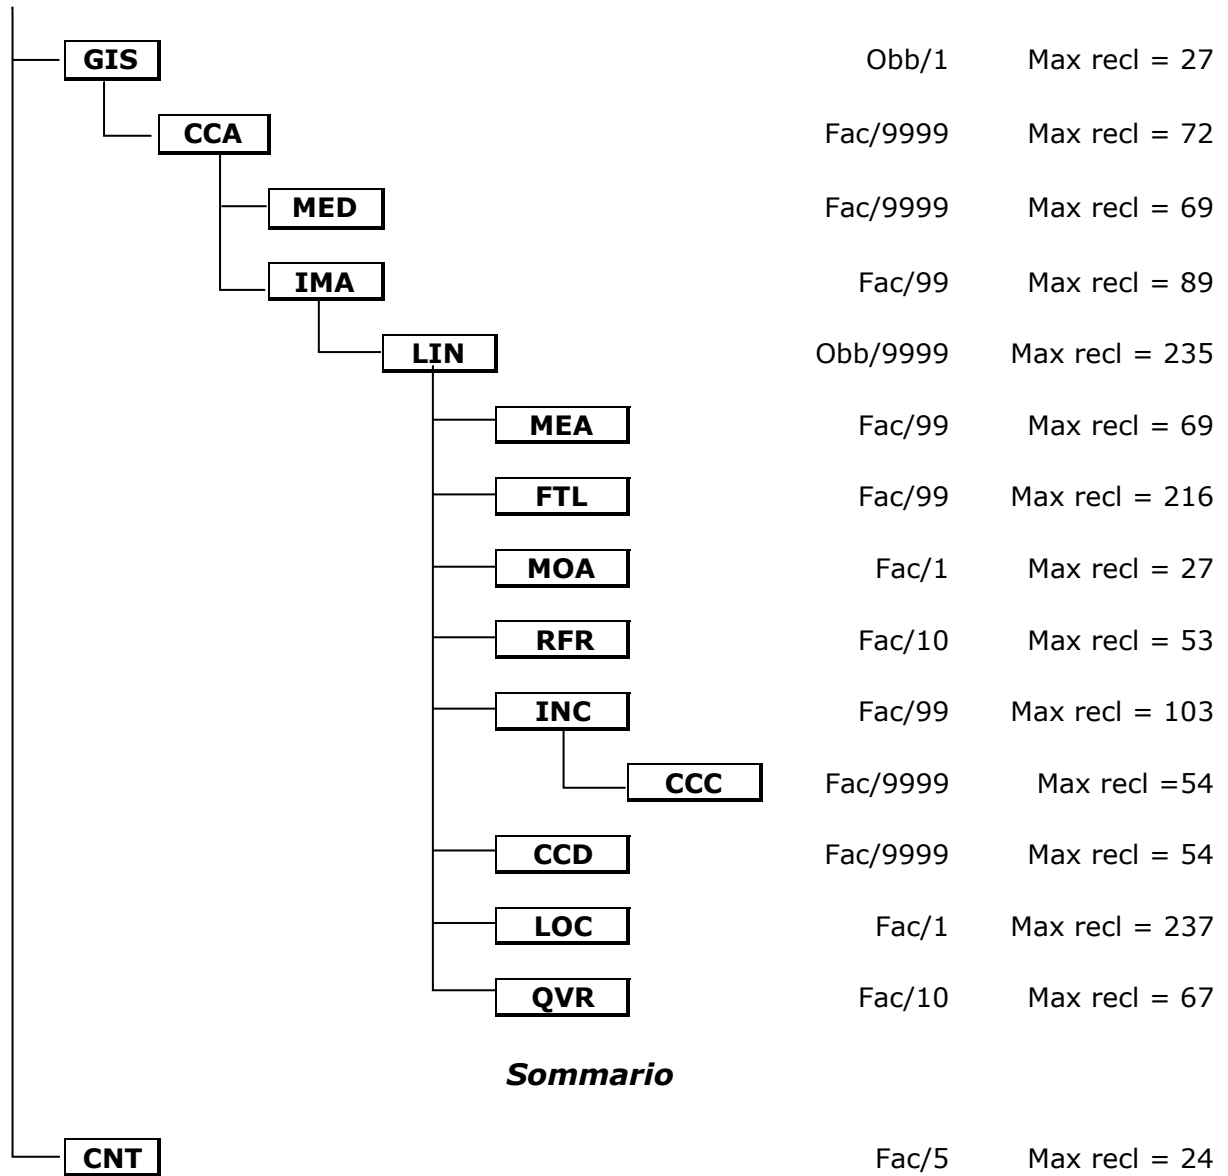 GIS Obb/1 Max recl = 27
CCA Fac/9999 Max recl = 72
MED Fac/9999 Max recl = 69
IMA Fac/99 Max recl = 89
LIN Obb/9999 Max recl = 235
MEA Fac/99 Max recl = 69
FTL Fac/99 Max recl = 216
MOA Fac/1 Max recl = 27
RFR Fac/10 Max recl = 53
INC Fac/99 Max recl = 103
CCC Fac/9999 Max recl =54
CCD Fac/9999 Max recl = 54
LOC Fac/1 Max recl = 237
QVR Fac/10 Max recl = 67
Sommario
CNT Fac/5 Max recl = 24